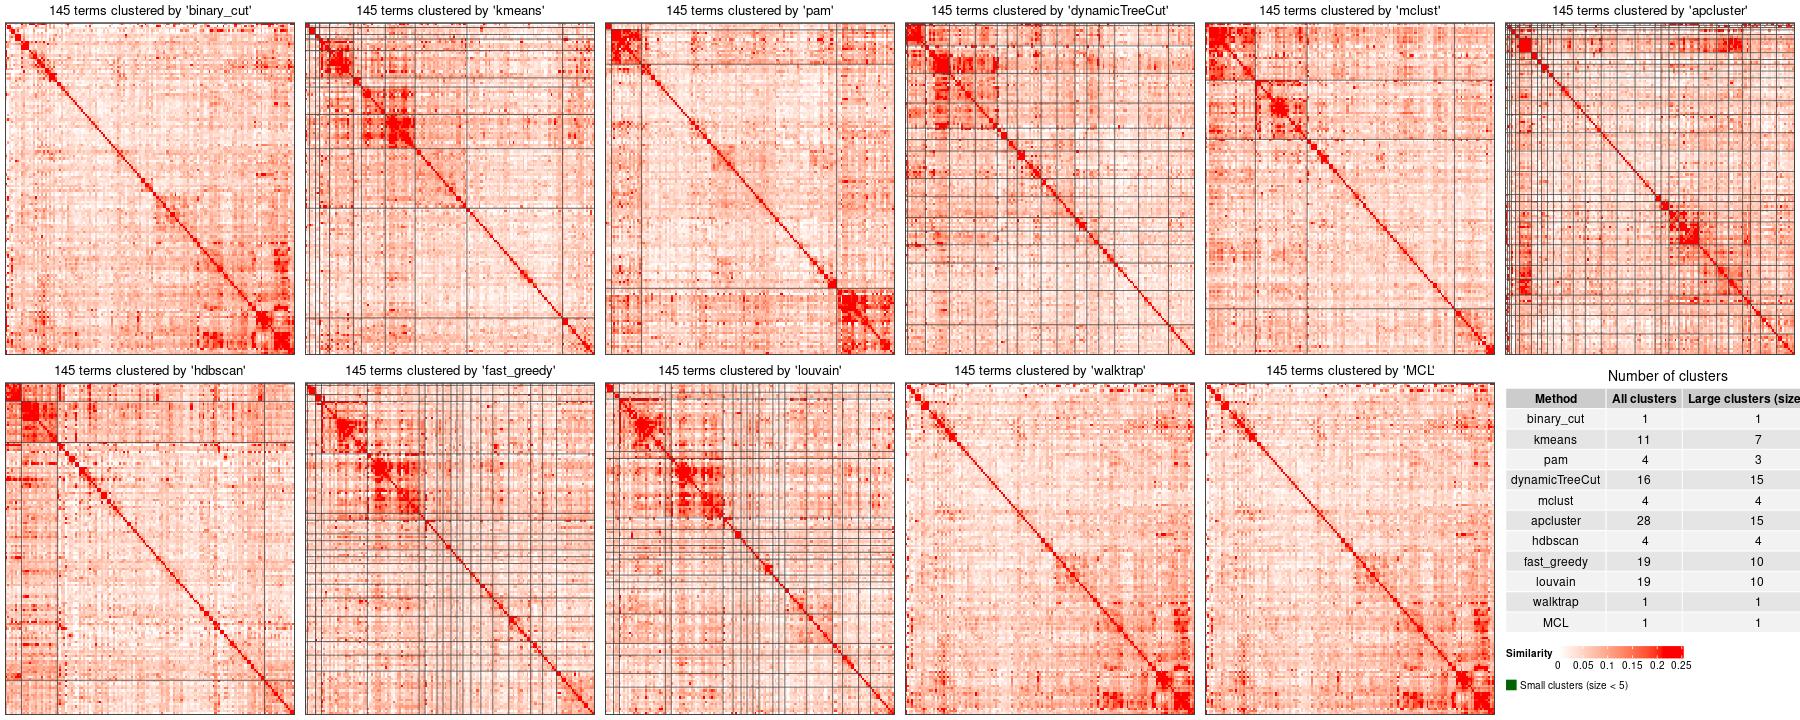 145 terms clustered by 'binary_cut'
145 terms clustered by 'kmeans'
145 terms clustered by 'pam'
145 terms clustered by 'dynamicTreeCut'
145 terms clustered by 'mclust'
145 terms clustered by 'apcluster'
145 terms clustered by 'hdbscan'
145 terms clustered by 'fast_greedy'
145 terms clustered by 'louvain'
145 terms clustered by 'walktrap'
145 terms clustered by 'MCL'
Number of clusters
Method All clusters Large clusters (size
binary_cut 1 1
kmeans 11 7
pam 4 3
dynamicTreeCut 16 15
mclust 4 4
apcluster 28 15
hdbscan 4 4
fast_greedy 19 10
louvain 19 10
walktrap 1 1
MCL 1 1
Similarity
0 0.05 0.1 0.15 0.2 0.25
Small clusters (size < 5)